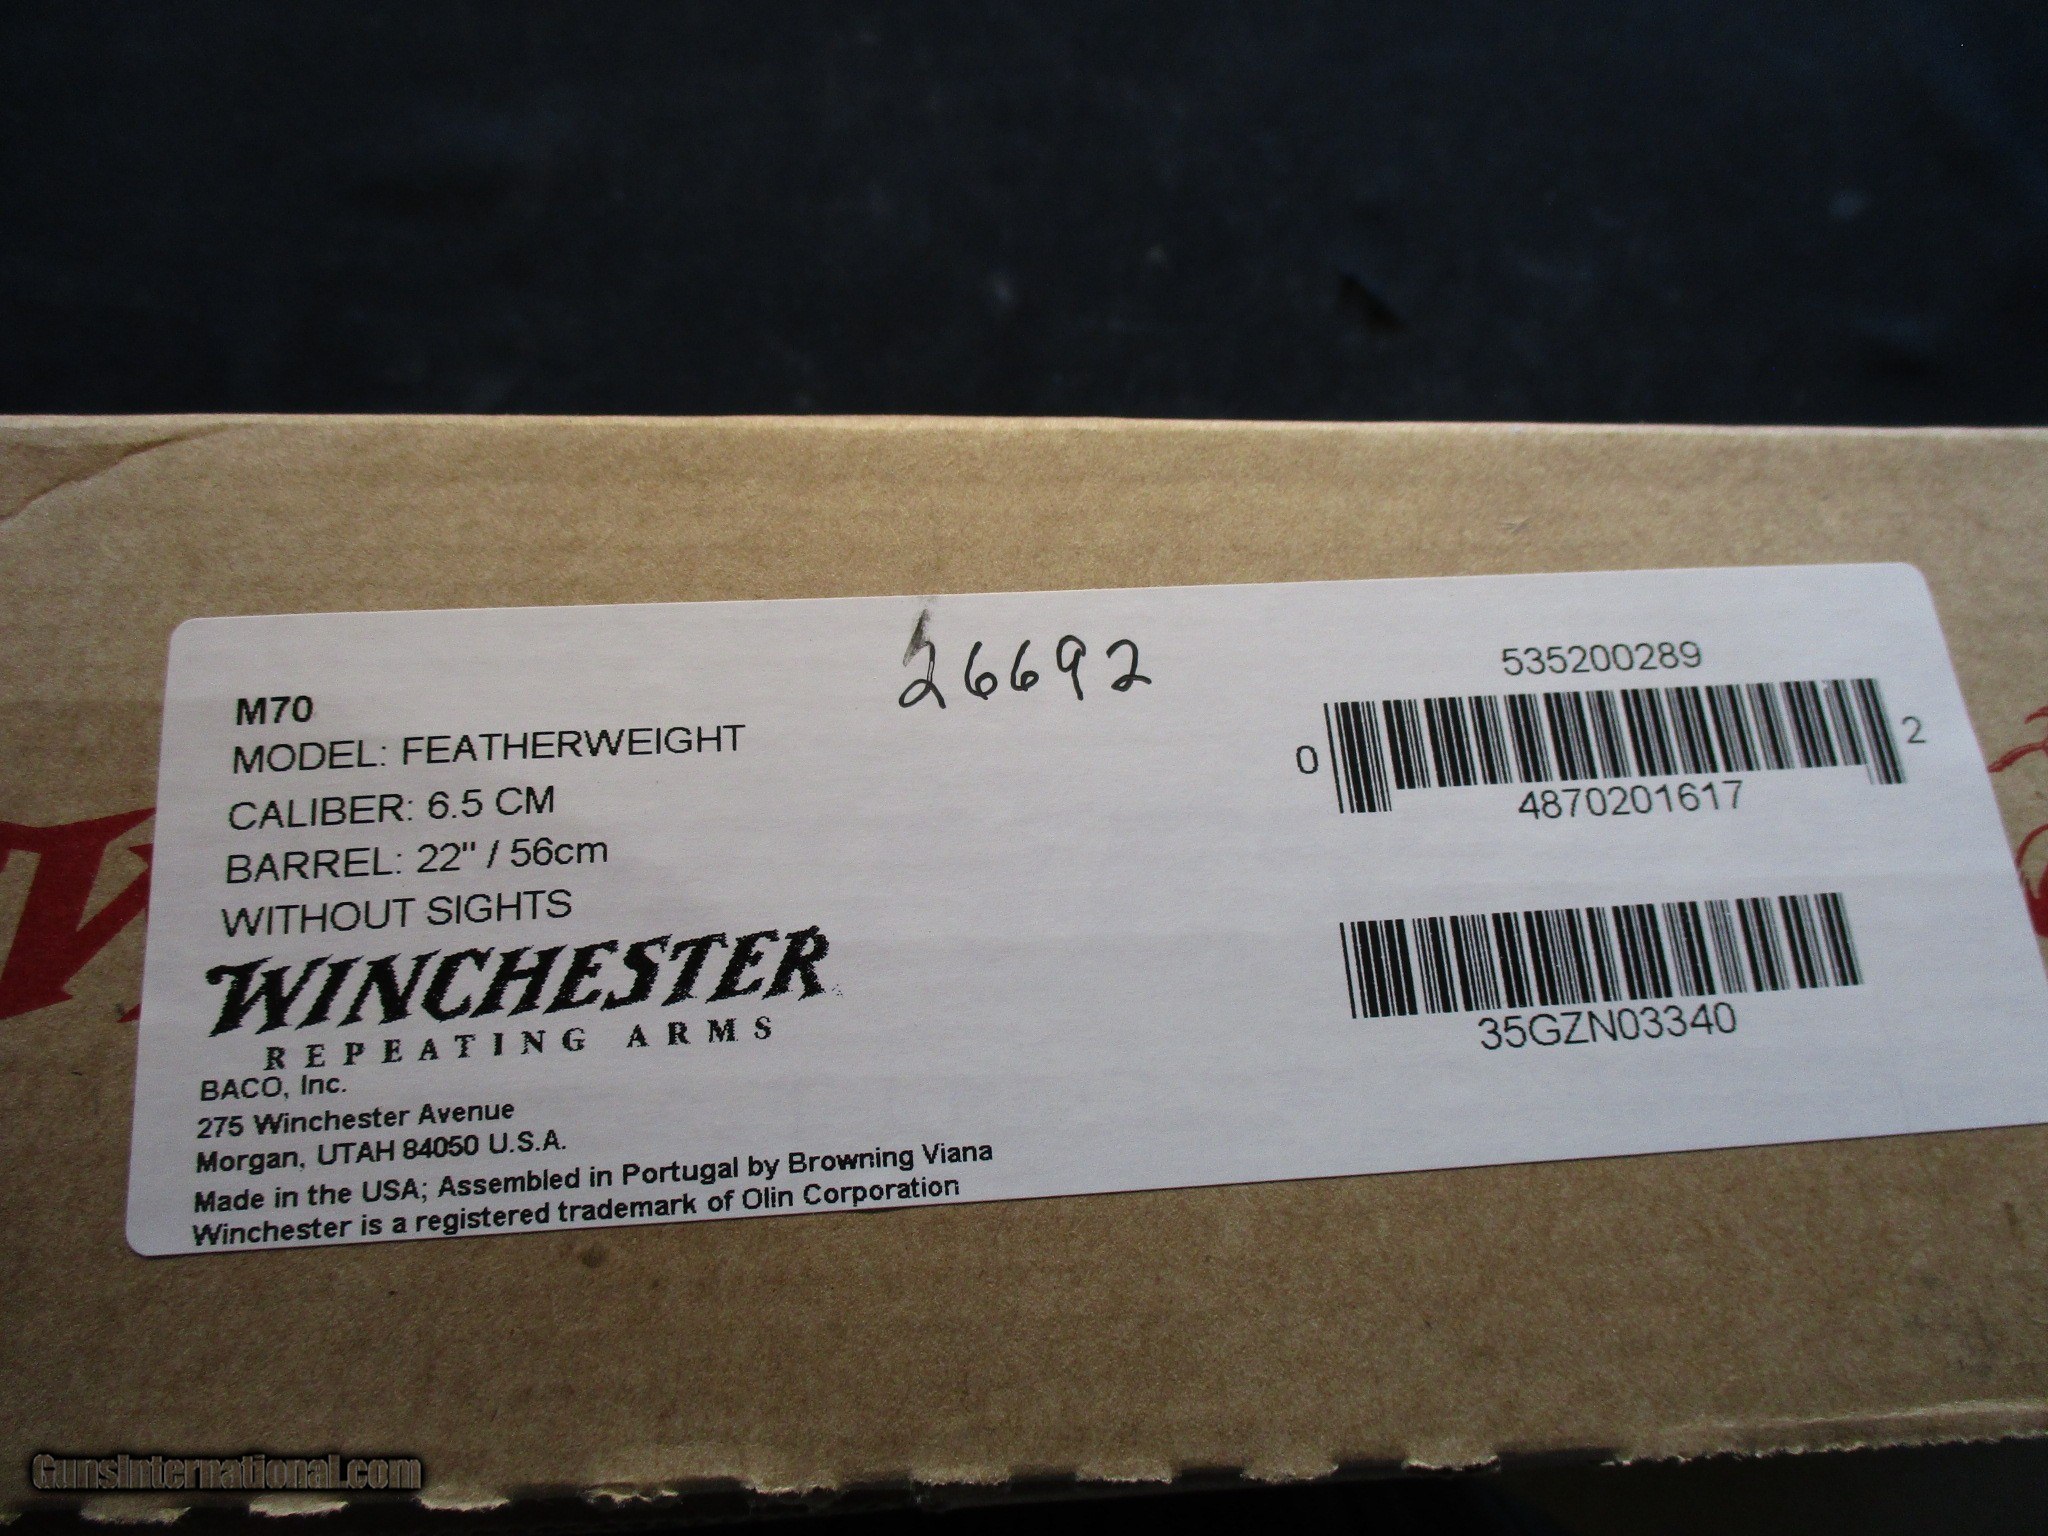 26692
M70
MODEL: FEATHERWEIGHT
CALIBER: 6.5 CM
BARREL: 22" / 56cm
WITHOUT SIGHTS
WINCHESTER
REPEATING ARMS
BACO, Inc.
275 Winchester Avenue
Morgan, UTAH 84050 U.S.A.
Made in the USA; Assembled in Portugal by Browning Viana
Winchester is a registered trademark of Olin Corporation
535200289
0 4870201617 2
35GZN03340
GunsInternational.com